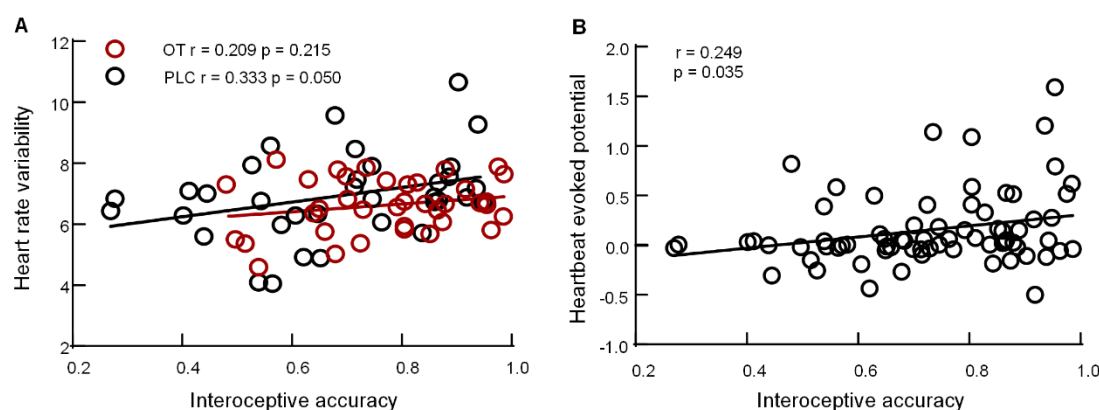 A
Heart rate variability
12
10
8
6
4
2
OT r = 0.209 p = 0.215
PLC r = 0.333 p = 0.050
0.2 0.4 0.6 0.8 1.0
Interoceptive accuracy
B
Heartbeat evoked potential
2.0
1.5
1.0
0.5
0.0
-0.5
-1.0
r = 0.249
p = 0.035
0.2 0.4 0.6 0.8 1.0
Interoceptive accuracy